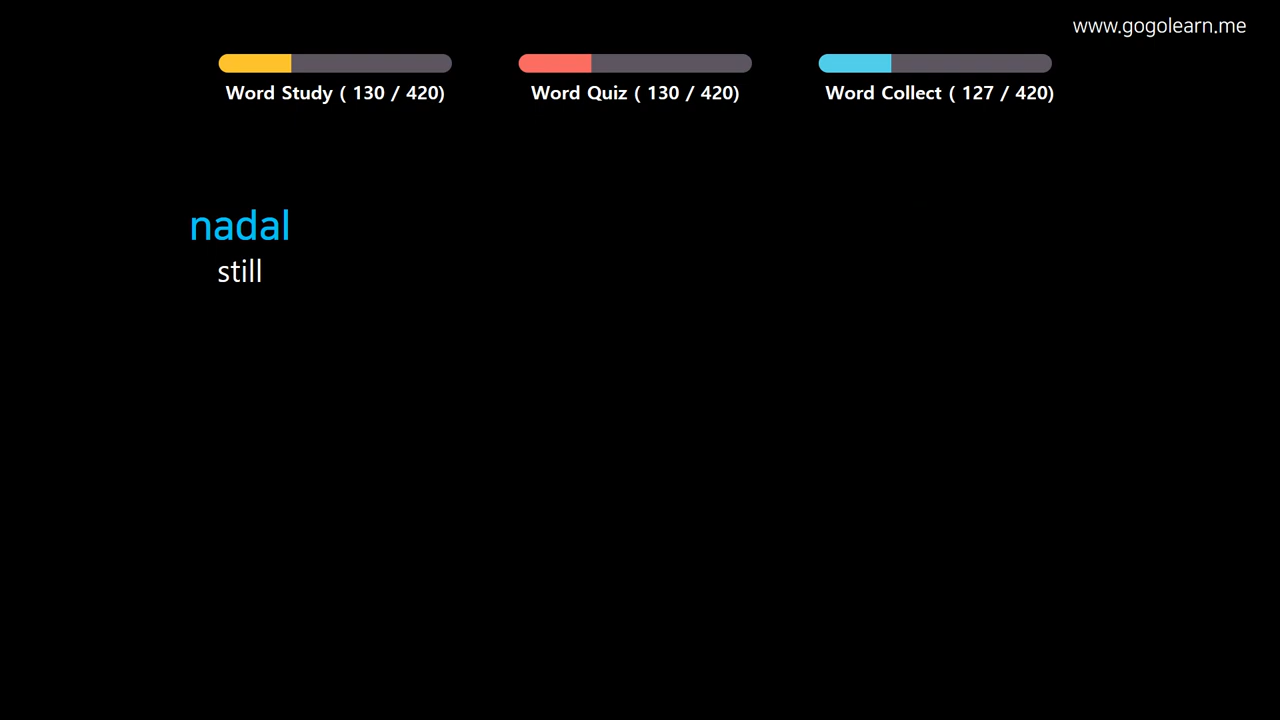 www.gogolearn.me
Word Study ( 130 / 420)
Word Quiz ( 130 / 420)
Word Collect ( 127 / 420)
nadal
still